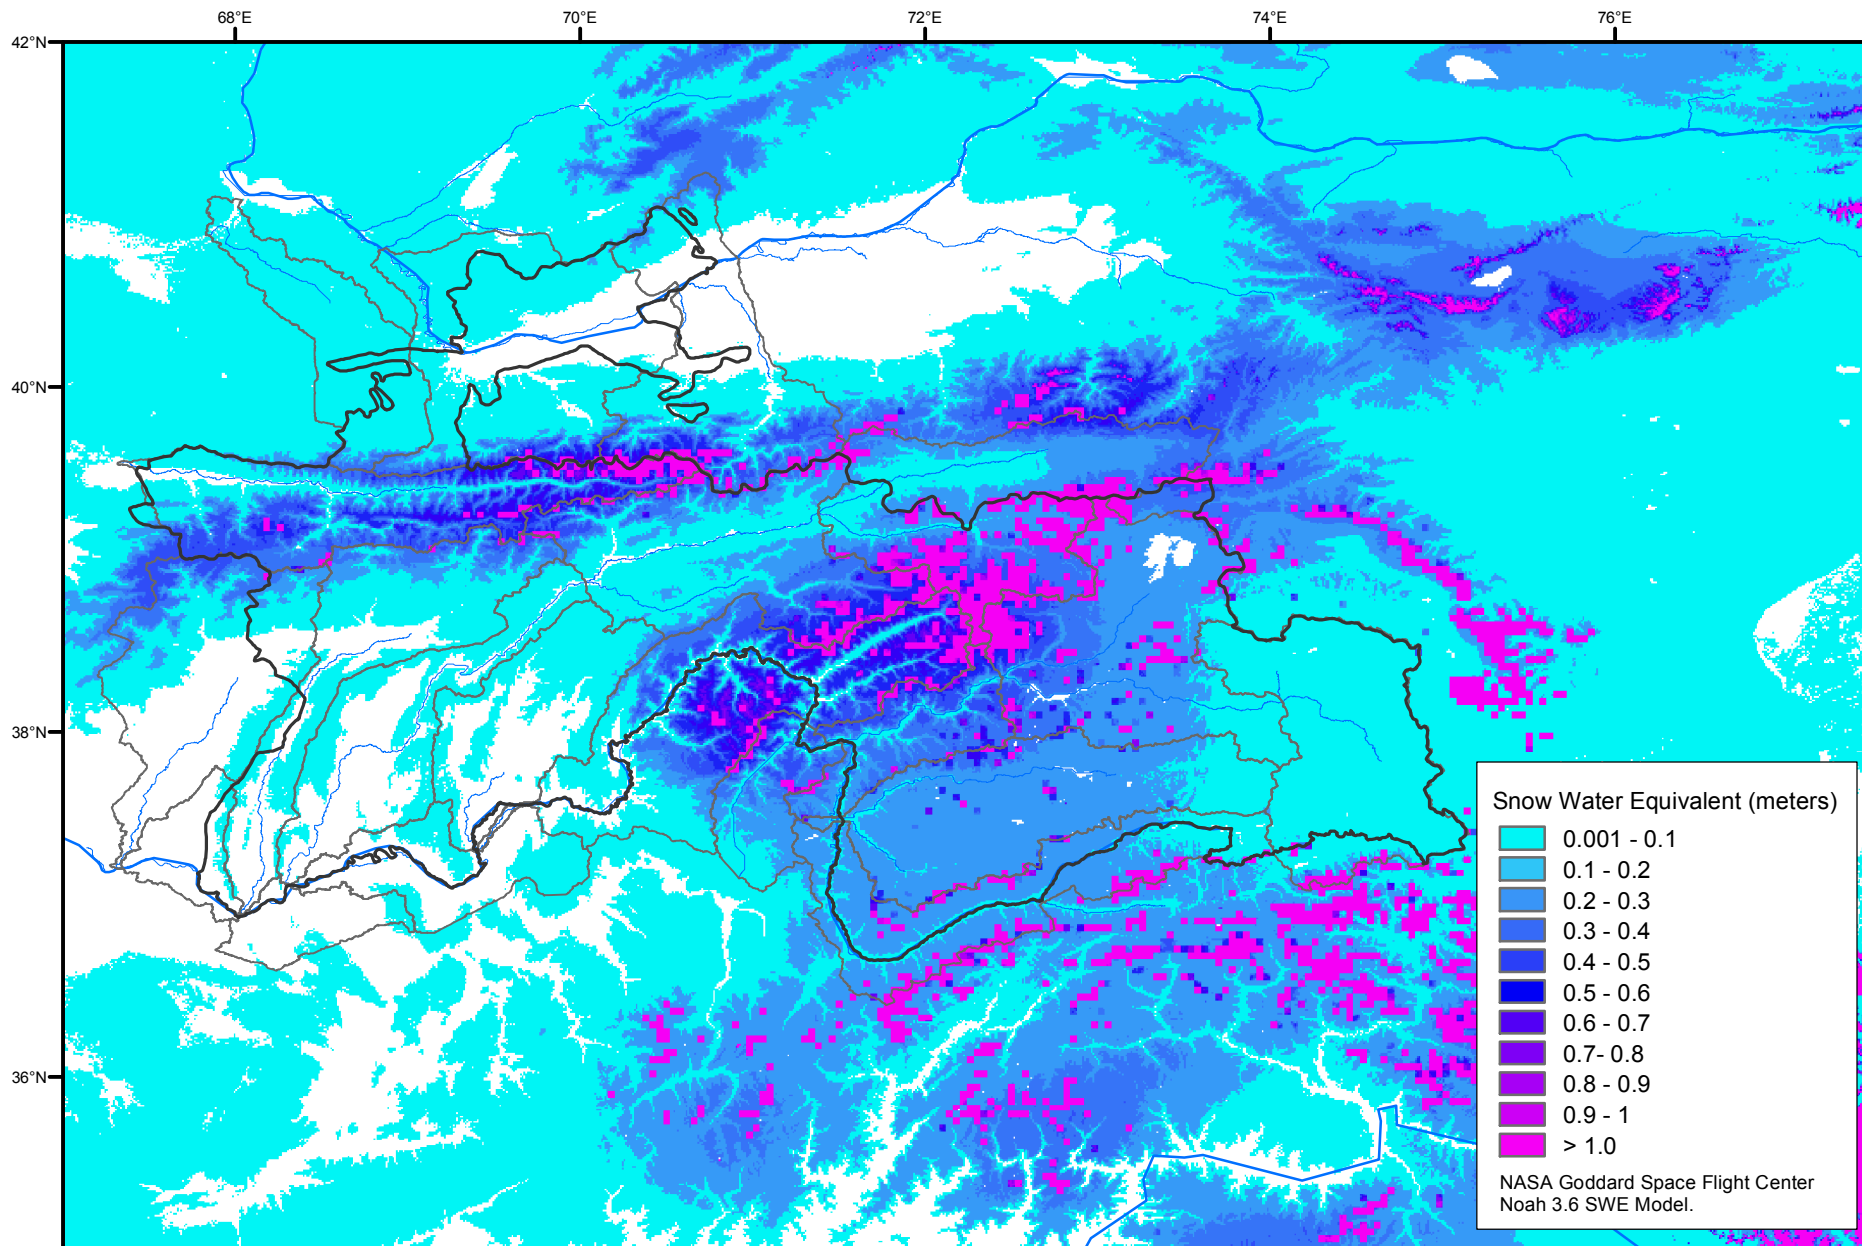 68°E 70°E 72°E 74°E 76°E
42°N
40°N
38°N
36°N
Snow Water Equivalent (meters)
0.001 - 0.1
0.1 - 0.2
0.2 - 0.3
0.3 - 0.4
0.4 - 0.5
0.5 - 0.6
0.6 - 0.7
0.7- 0.8
0.8 - 0.9
0.9 - 1
> 1.0
NASA Goddard Space Flight Center
Noah 3.6 SWE Model.